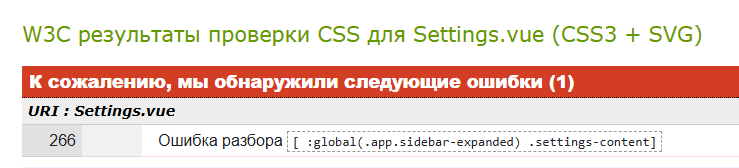 W3C результаты проверки CSS для Settings.vue (CSS3 + SVG)
К сожалению, мы обнаружили следующие ошибки (1)
URI : Settings.vue
266 Ошибка разбора [ :global(.app.sidebar-expanded) .settings-content]